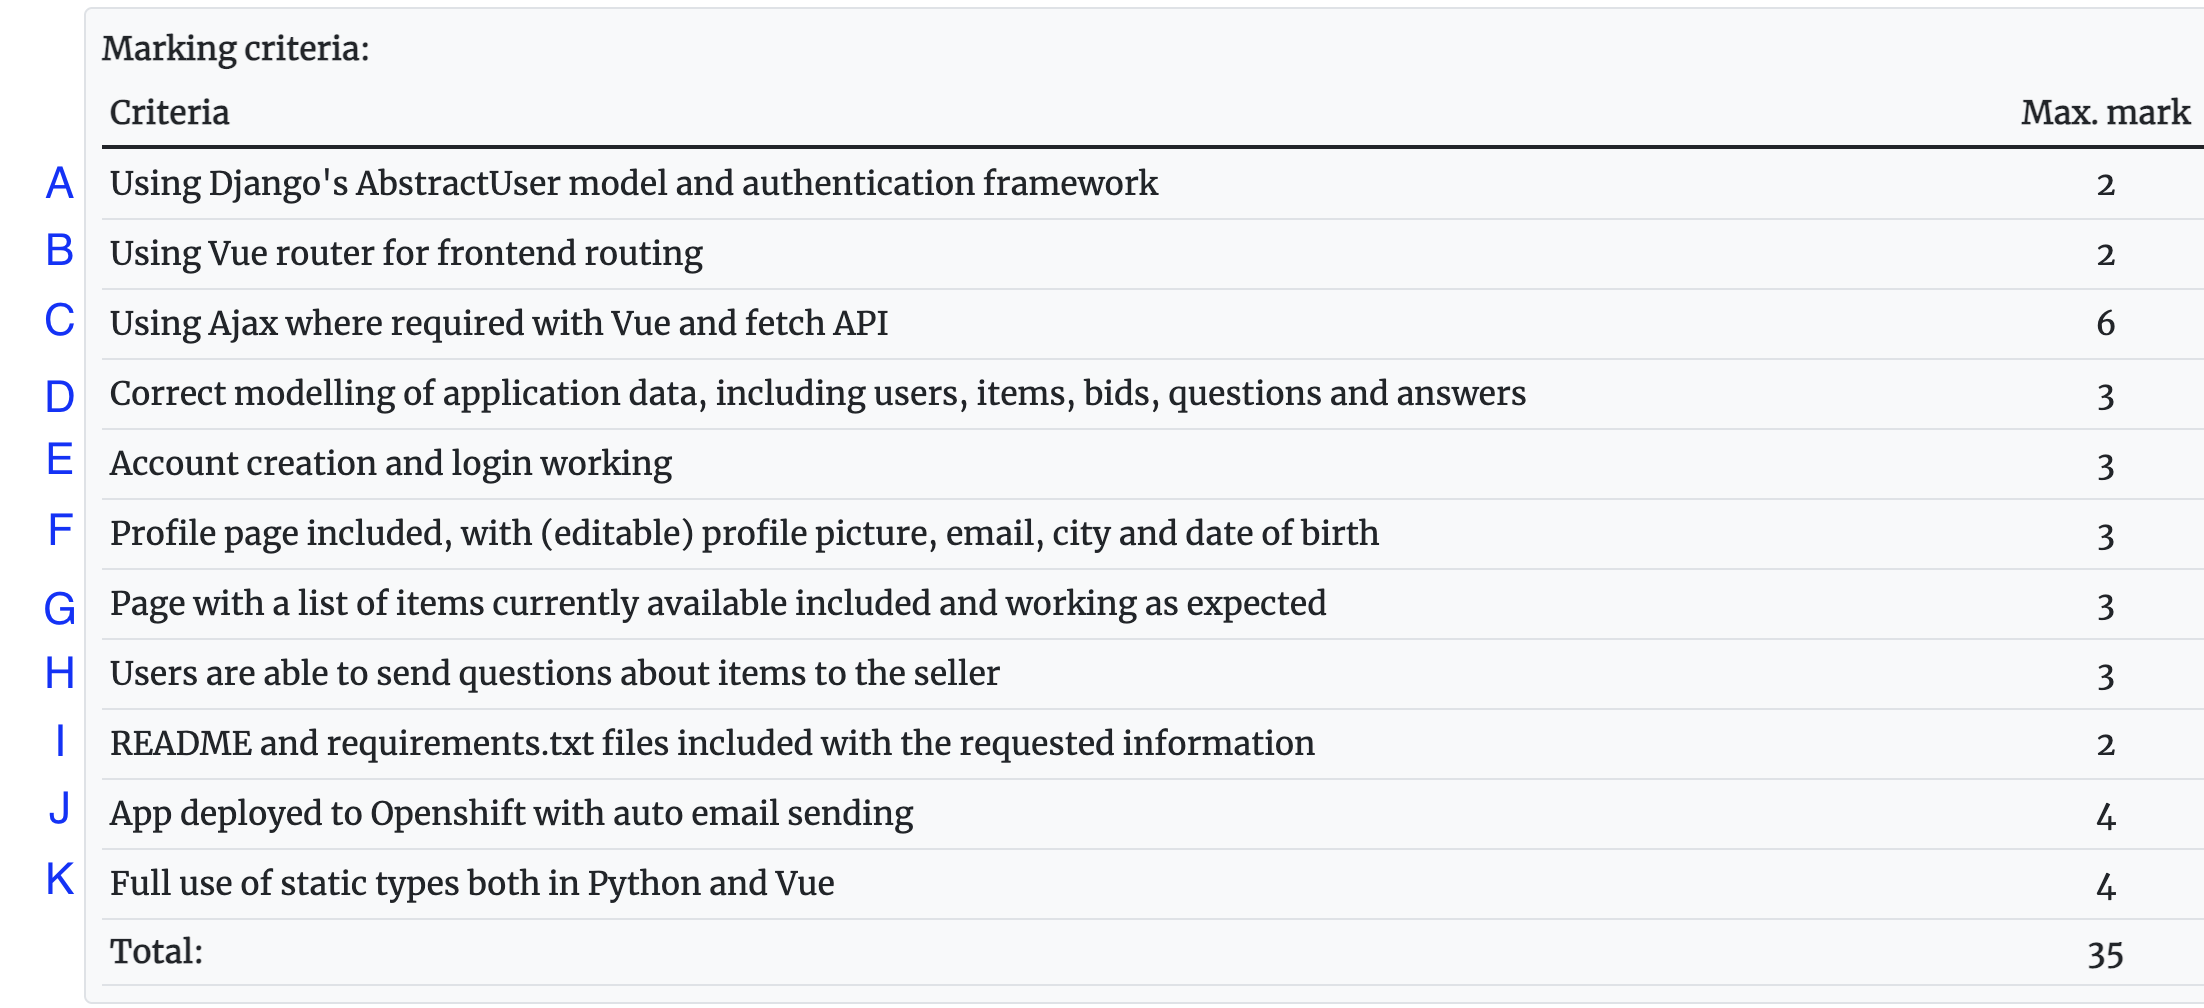 Marking criteria:
Criteria Max. mark
A Using Django's AbstractUser model and authentication framework 2
B Using Vue router for frontend routing 2
C Using Ajax where required with Vue and fetch API 6
D Correct modelling of application data, including users, items, bids, questions and answers 3
E Account creation and login working 3
F Profile page included, with (editable) profile picture, email, city and date of birth 3
G Page with a list of items currently available included and working as expected 3
H Users are able to send questions about items to the seller 3
I README and requirements.txt files included with the requested information 2
J App deployed to Openshift with auto email sending 4
K Full use of static types both in Python and Vue 4
Total: 35